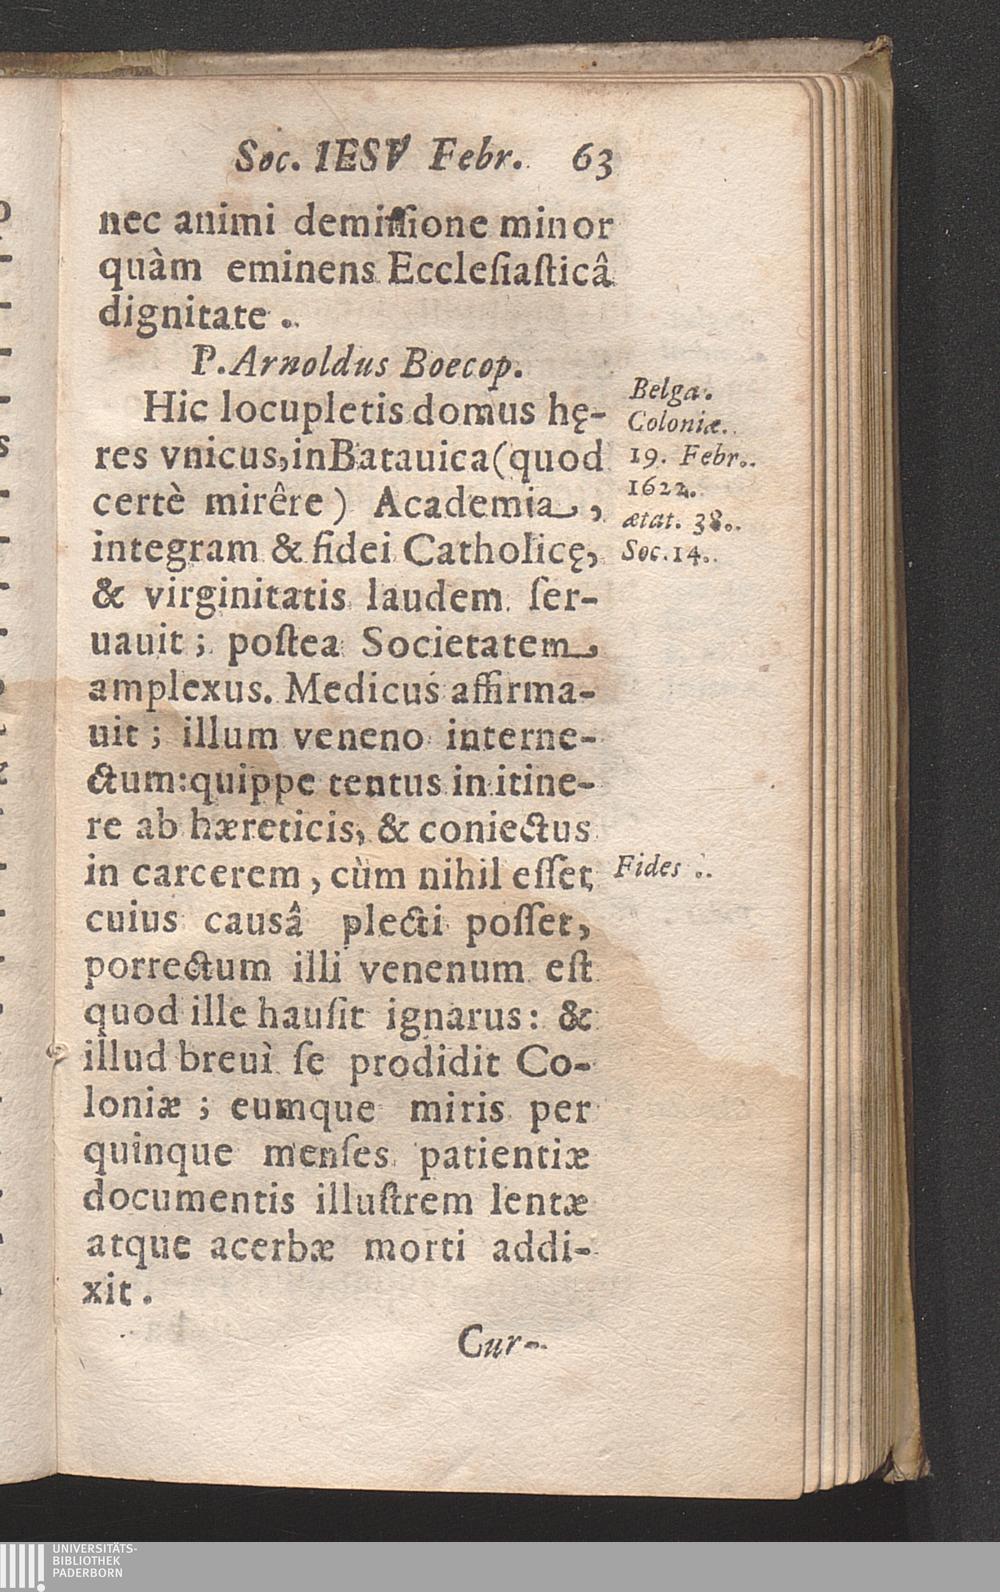 Soc. IESV Febr. 63
nec animi demiſſione minor
quàm eminens Eccleſiaſticâ
dignitate.
P. Arnoldus Boecop.
Hic locupletis domus hę-
res vnicus, in Batauica (quod
certè mirêre) Academia,
integram & fidei Catholicę,
& virginitatis laudem ſer-
uauit; poſtea Societatem
amplexus. Medicus affirma-
uit; illum veneno interne-
ctum: quippe tentus in itine-
re ab hæreticis, & coniectus
in carcerem, cùm nihil eſſet
cuius causâ plecti poſſet,
porrectum illi venenum eſt
quod ille hauſit ignarus: &
illud breuì ſe prodidit Co-
loniæ; eumque miris per
quinque menſes patientiæ
documentis illuſtrem lentæ
atque acerbæ morti addi-
xit.
Cur-
Belga.
Coloniæ.
19. Febr.
1622.
ætat. 38.
Soc. 14.
Fides.
UNIVERSITÄTS-
BIBLIOTHEK
PADERBORN